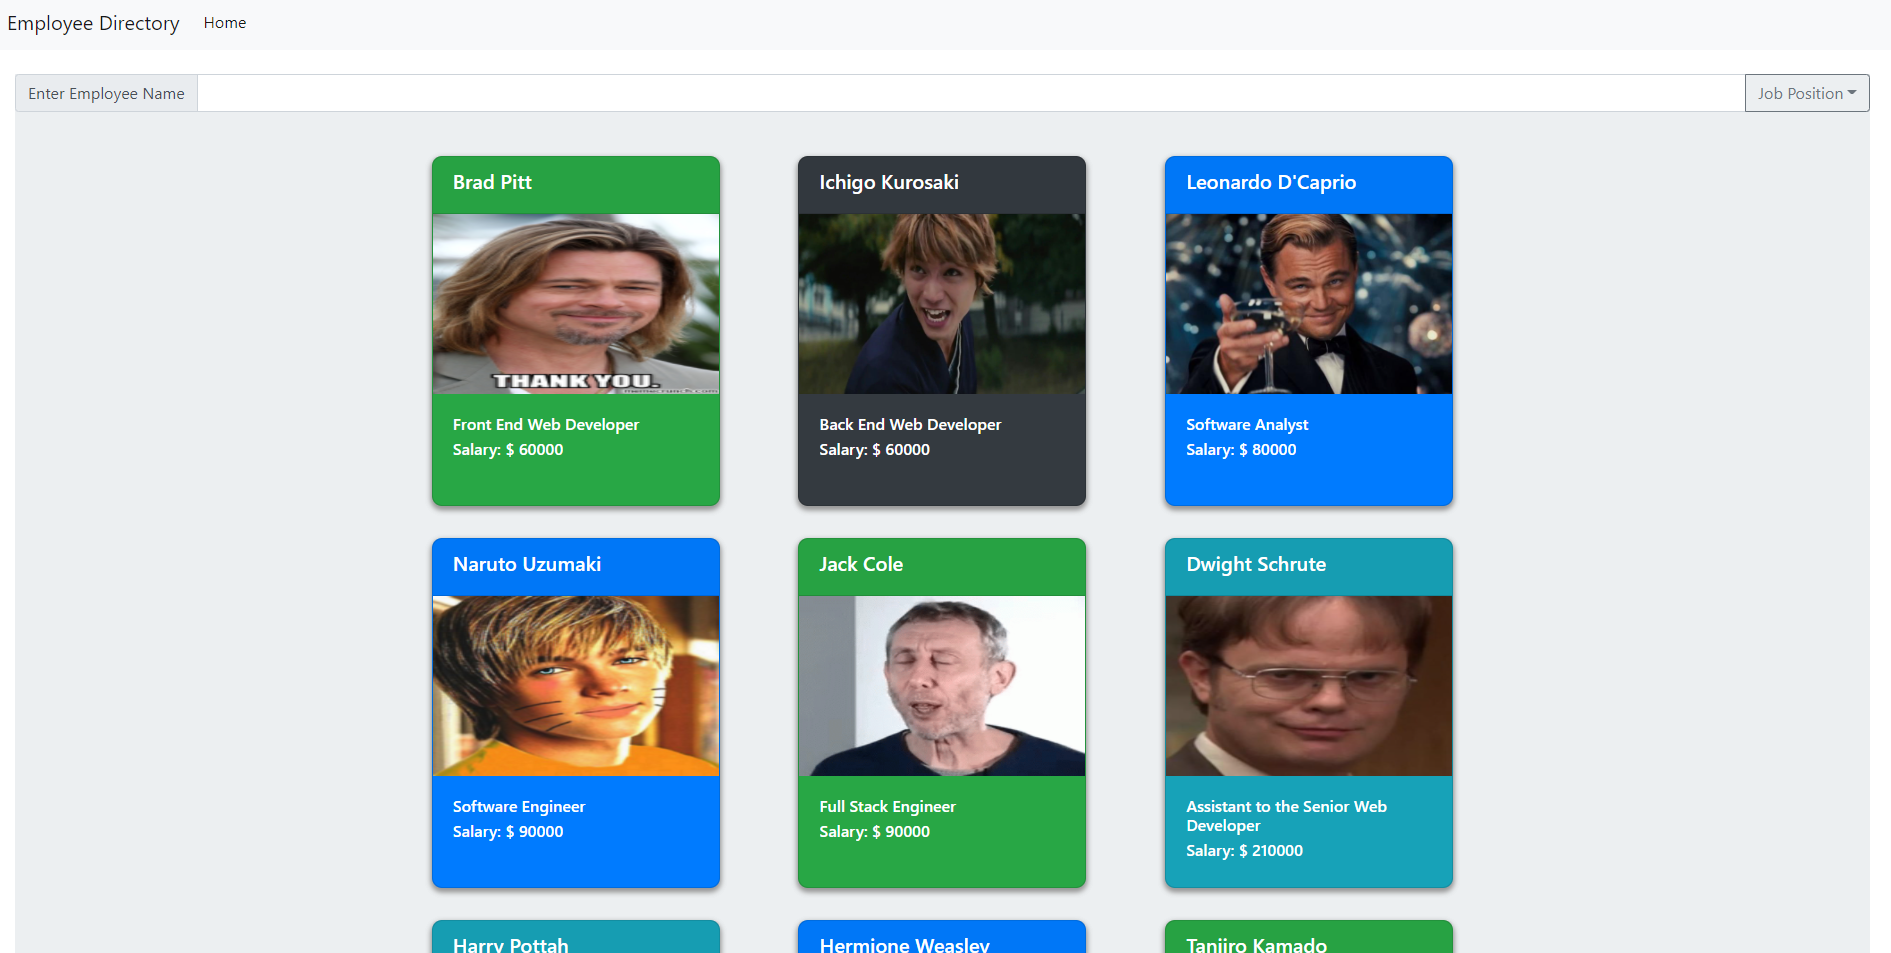 Employee Directory Home
Enter Employee Name Job Position
Brad Pitt
Ichigo Kurosaki
Leonardo D'Caprio
THANK YOU.
Front End Web Developer
Salary: $ 60000
Back End Web Developer
Salary: $ 60000
Software Analyst
Salary: $ 80000
Naruto Uzumaki
Jack Cole
Dwight Schrute
Software Engineer
Salary: $ 90000
Full Stack Engineer
Salary: $ 90000
Assistant to the Senior Web
Developer
Salary: $ 210000
Harry Pottah
Hermione Weasley
Tanjiro Kamado